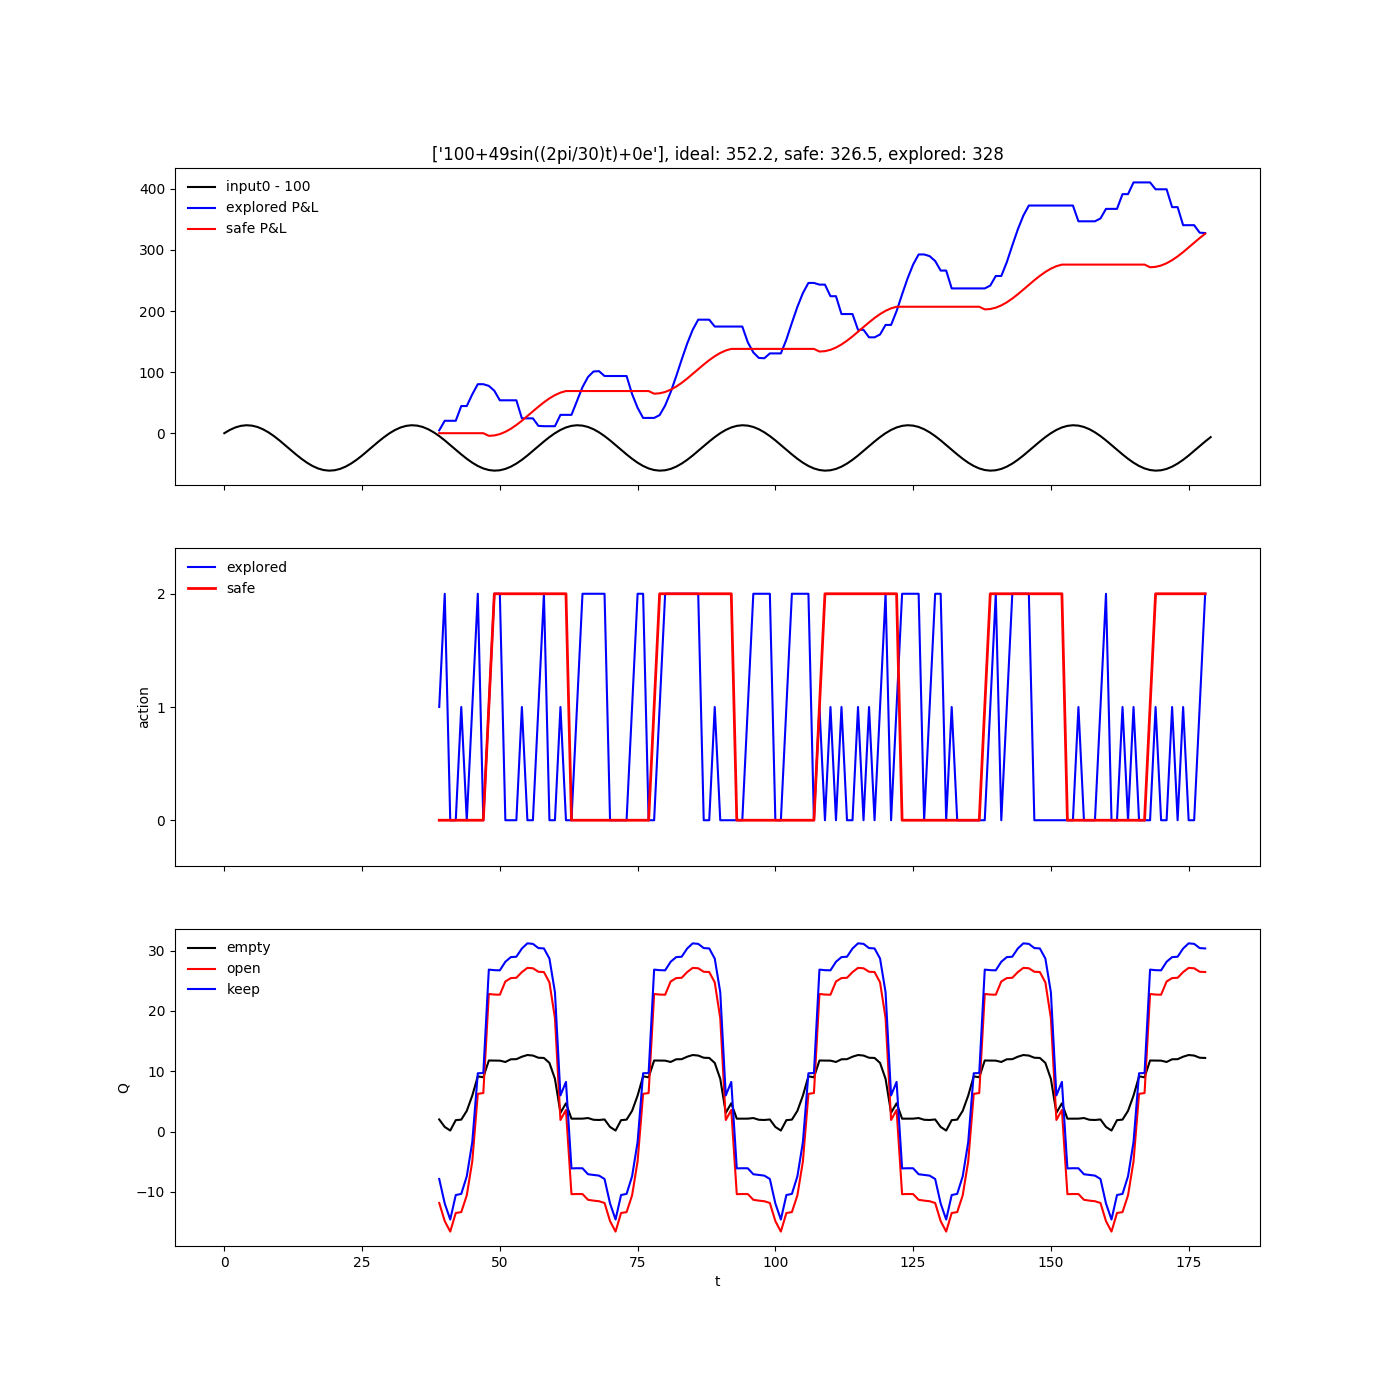 ['100+49sin((2pi/30)t)+0e'], ideal: 352.2, safe: 326.5, explored: 328
input0 - 100
explored P&L
safe P&L
400
300
200
100
0
explored
safe
2
1
0
action
empty
open
keep
30
20
10
0
−10
Q
0 25 50 75 100 125 150 175
t